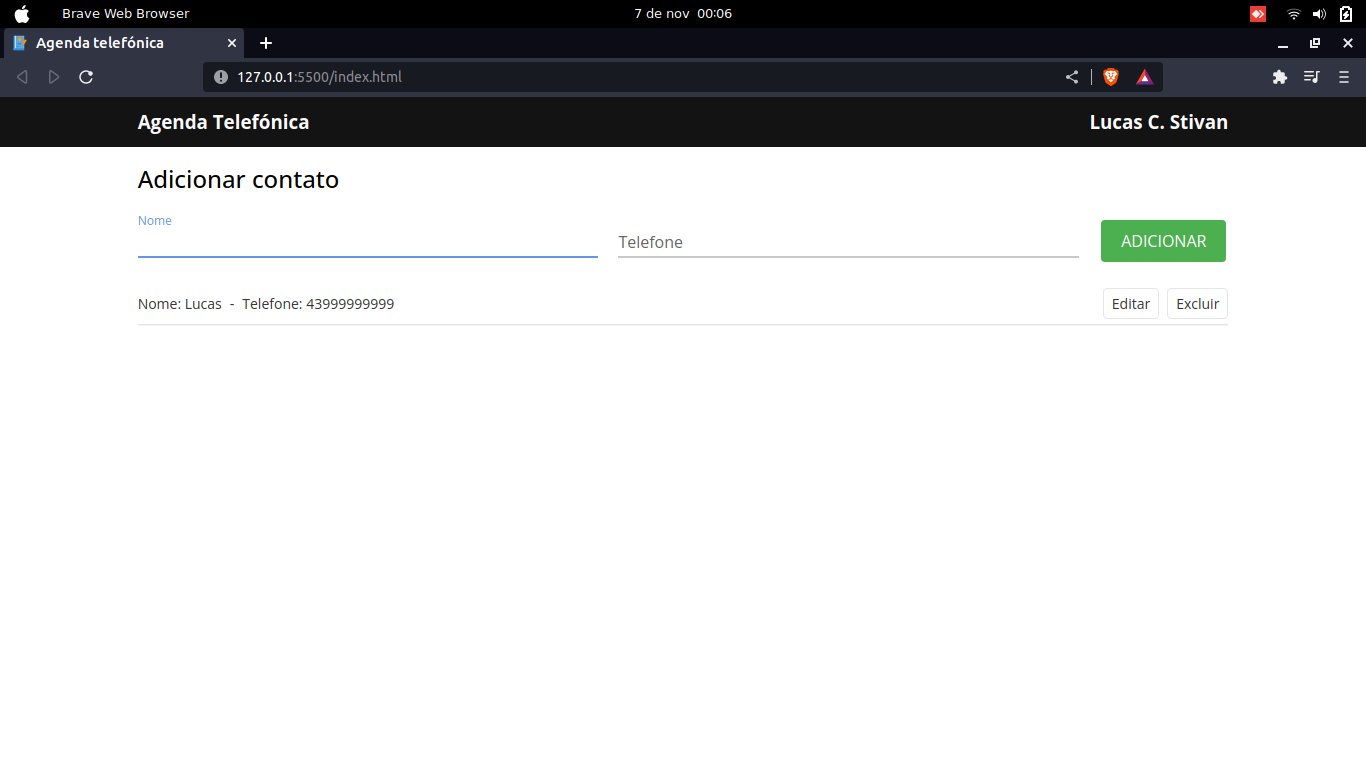 Brave Web Browser 7 de nov 00:06
Agenda telefónica
127.0.0.1:5500/index.html
Agenda Telefónica Lucas C. Stivan
Adicionar contato
Nome
Telefone ADICIONAR
Nome: Lucas - Telefone: 43999999999 Editar Excluir